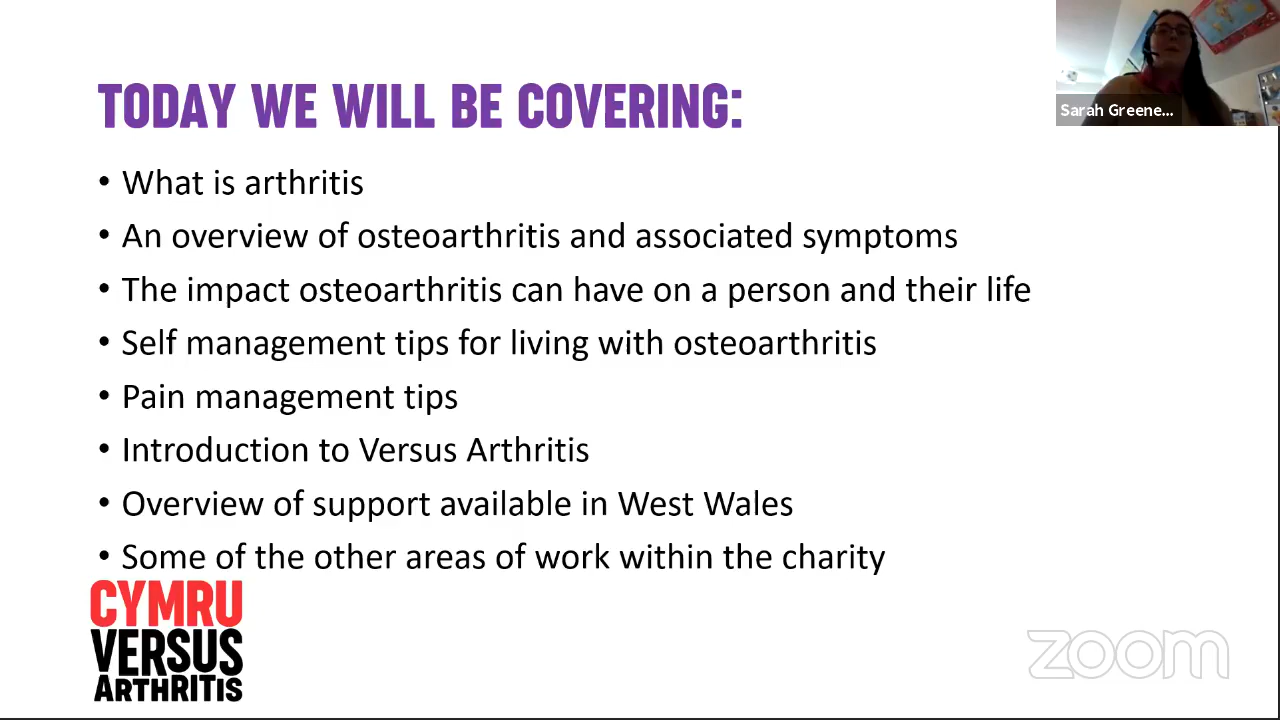 Sarah Greene...
TODAY WE WILL BE COVERING:
• What is arthritis
• An overview of osteoarthritis and associated symptoms
• The impact osteoarthritis can have on a person and their life
• Self management tips for living with osteoarthritis
• Pain management tips
• Introduction to Versus Arthritis
• Overview of support available in West Wales
• Some of the other areas of work within the charity
CYMRU
VERSUS
ARTHRITIS
zoom